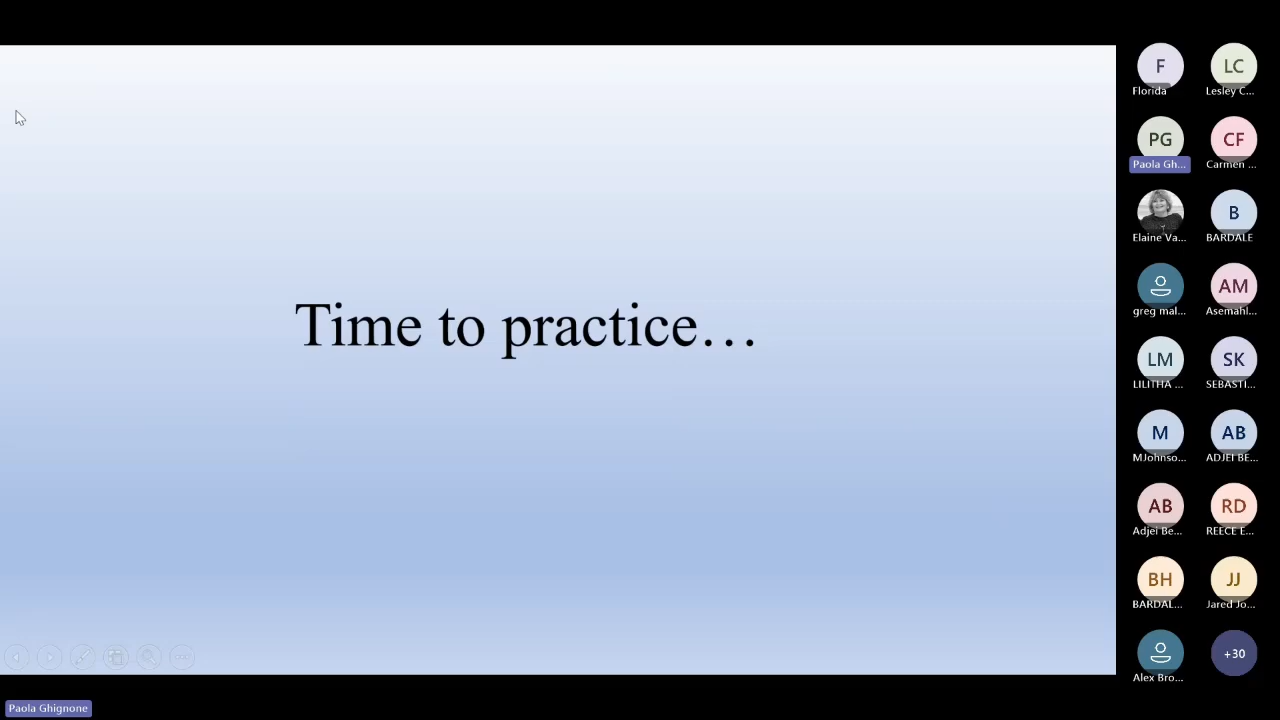 Time to practice…
F
Florida
LC
Lesley C...
PG
Paola Gh...
CF
Carmen ...
Elaine Va...
B
BARDALE
greg mal...
AM
Asemahl...
LM
LILITHA ...
SK
SEBASTI...
M
MJohnso...
AB
ADJEI BE...
AB
Adjei Be...
RD
REECE E...
BH
BARDAL...
JJ
Jared Jo...
Alex Bro...
+30
Paola Ghignone